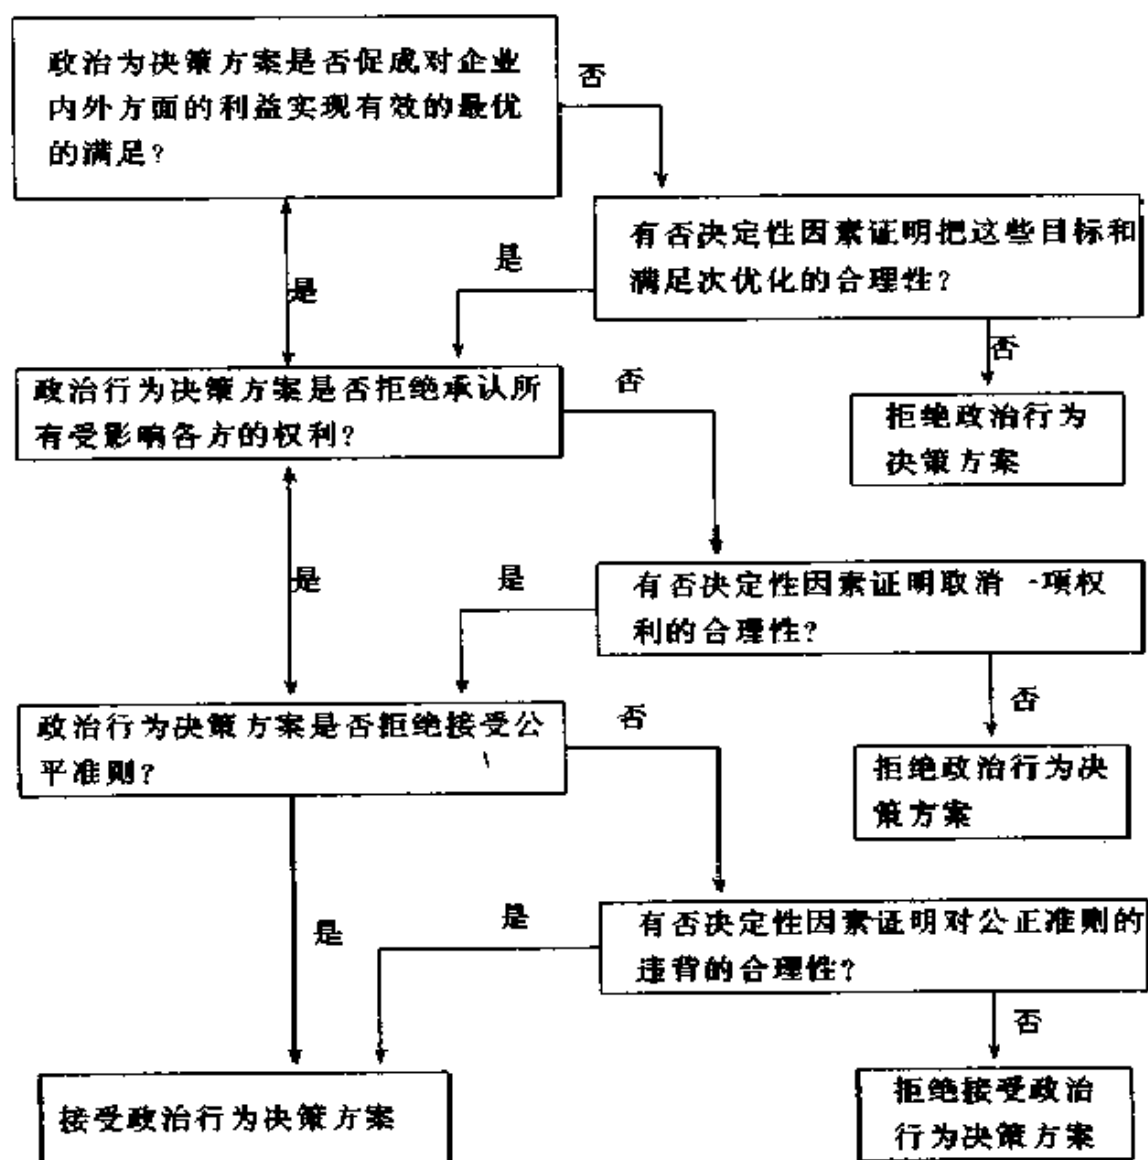 政治为决策方案是否促成对企业
内外方面的利益实现有效的最优
的满足?
否
有否决定性因素证明把这些目标和
满足次优化的合理性?
是
是
否
政治行为决策方案是否拒绝承认所
有受影响各方的权利?
否
拒绝政治行为
决策方案
有否决定性因素证明取消一项权
利的合理性?
是
是
否
政治行为决策方案是否拒绝接受公
平准则?
否
拒绝政治行为决
策方案
有否决定性因素证明对公正准则的
违背的合理性?
是
是
否
接受政治行为决策方案
拒绝接受政治
行为决策方案